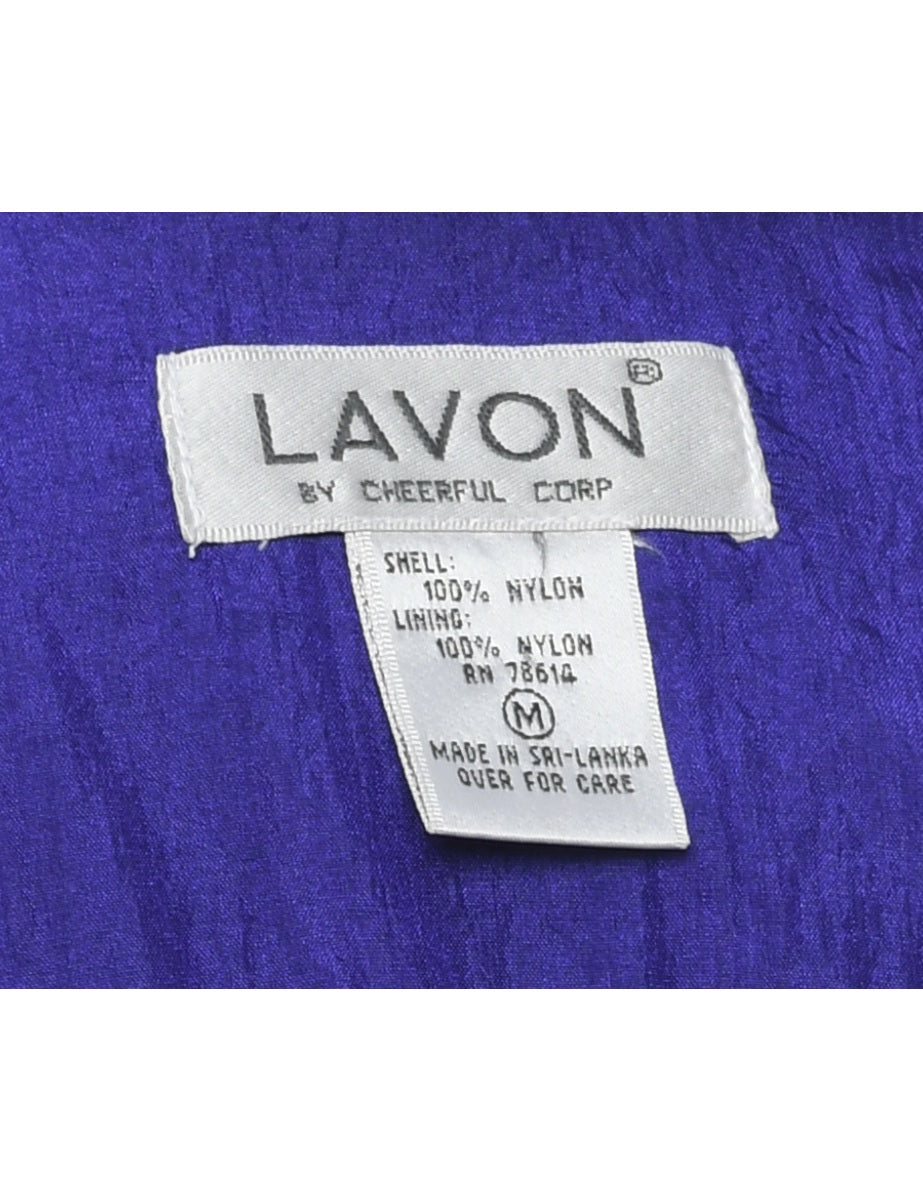 LAVON®
BY CHEERFUL CORP
SHELL:
100% NYLON
LINING:
100% NYLON
RN 78614
M
MADE IN SRI-LANKA
OVER FOR CARE